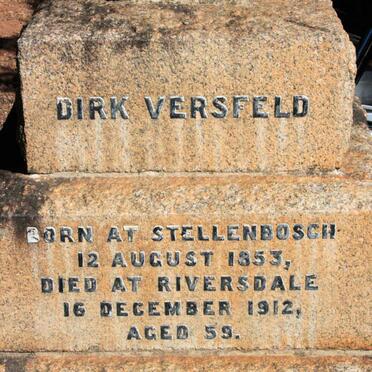 DIRK VERSFELD
BORN AT STELLENBOSCH
12 AUGUST 1853,
DIED AT RIVERSDALE
16 DECEMBER 1912,
AGED 59.